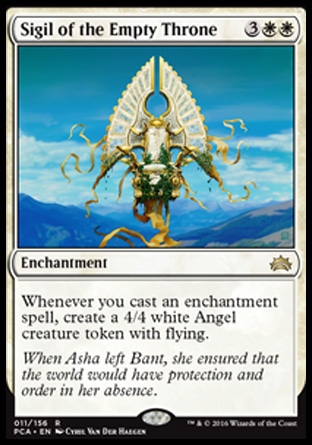 Sigil of the Empty Throne 3
Enchantment
Whenever you cast an enchantment
spell, create a 4/4 white Angel
creature token with flying.
When Asha left Bant, she ensured that
the world would have protection and
order in her absence.
011/156 R
PCA • EN Cyril Van Der Haegen
™ & © 2016 Wizards of the Coast